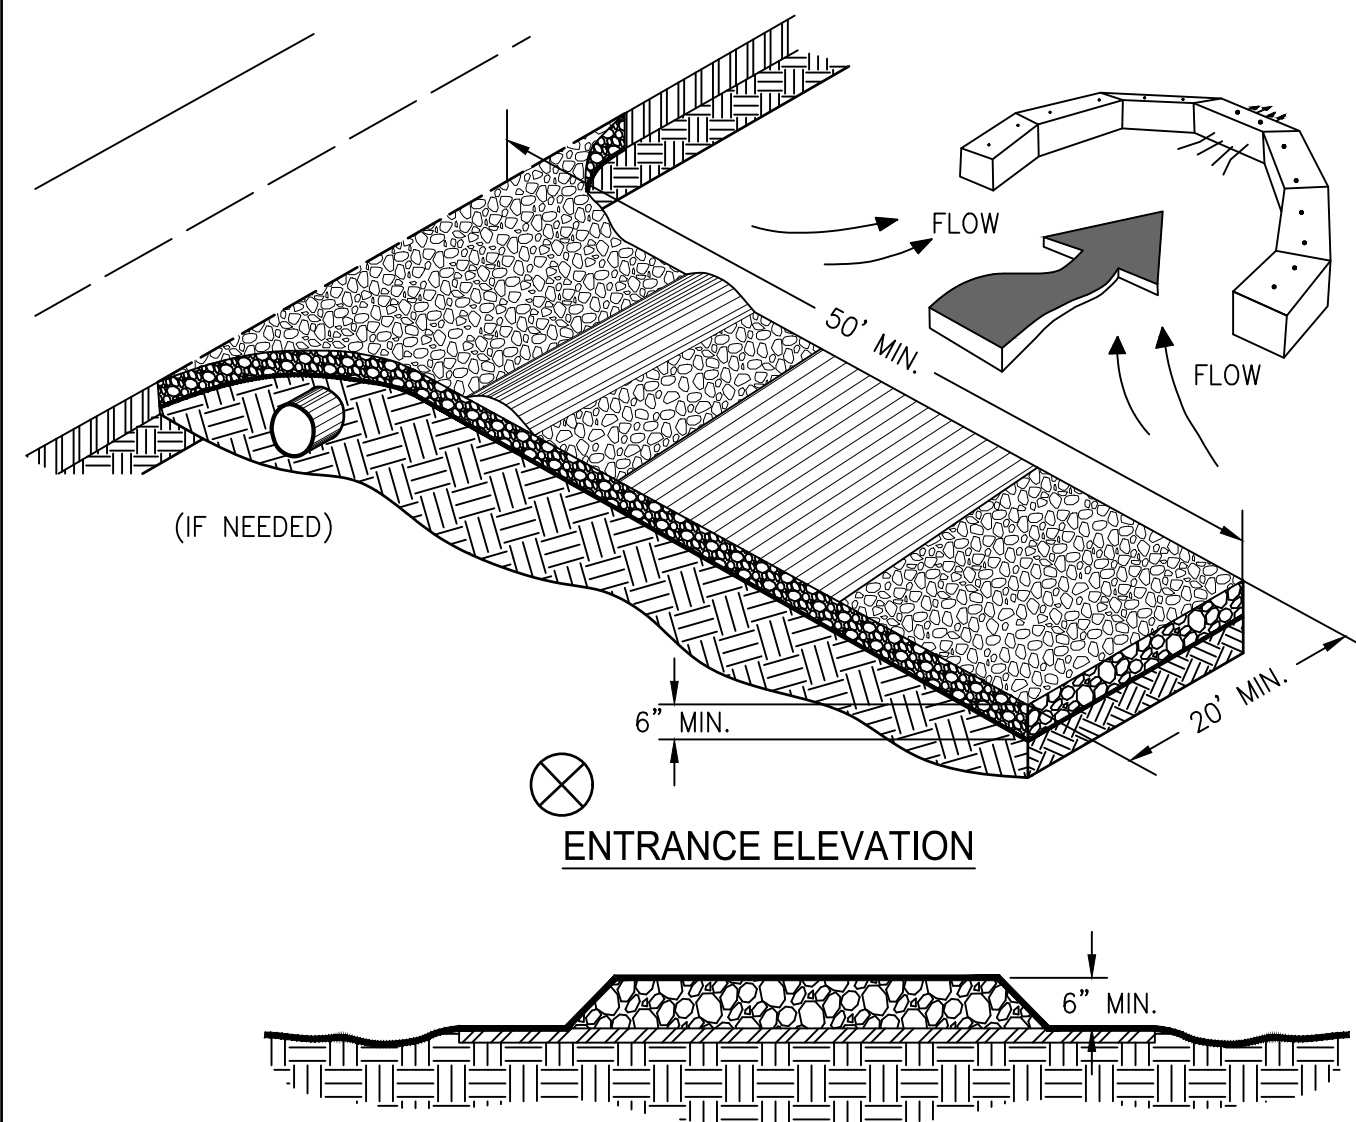 FLOW
50' MIN.
FLOW
(IF NEEDED)
20' MIN.
6" MIN.
ENTRANCE ELEVATION
6" MIN.